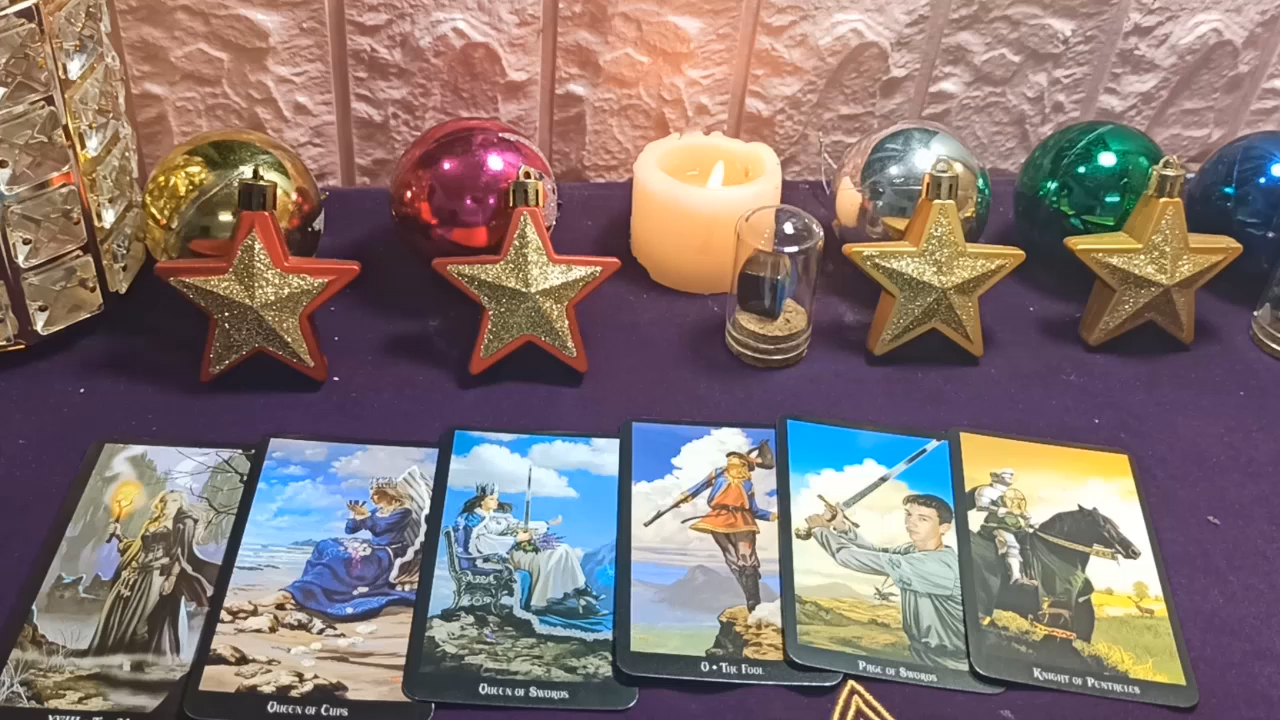 QUEEN OF CUPS
QUEEN OF SWORDS
0 • THE FOOL
PAGE OF SWORDS
KNIGHT OF PENTACLES